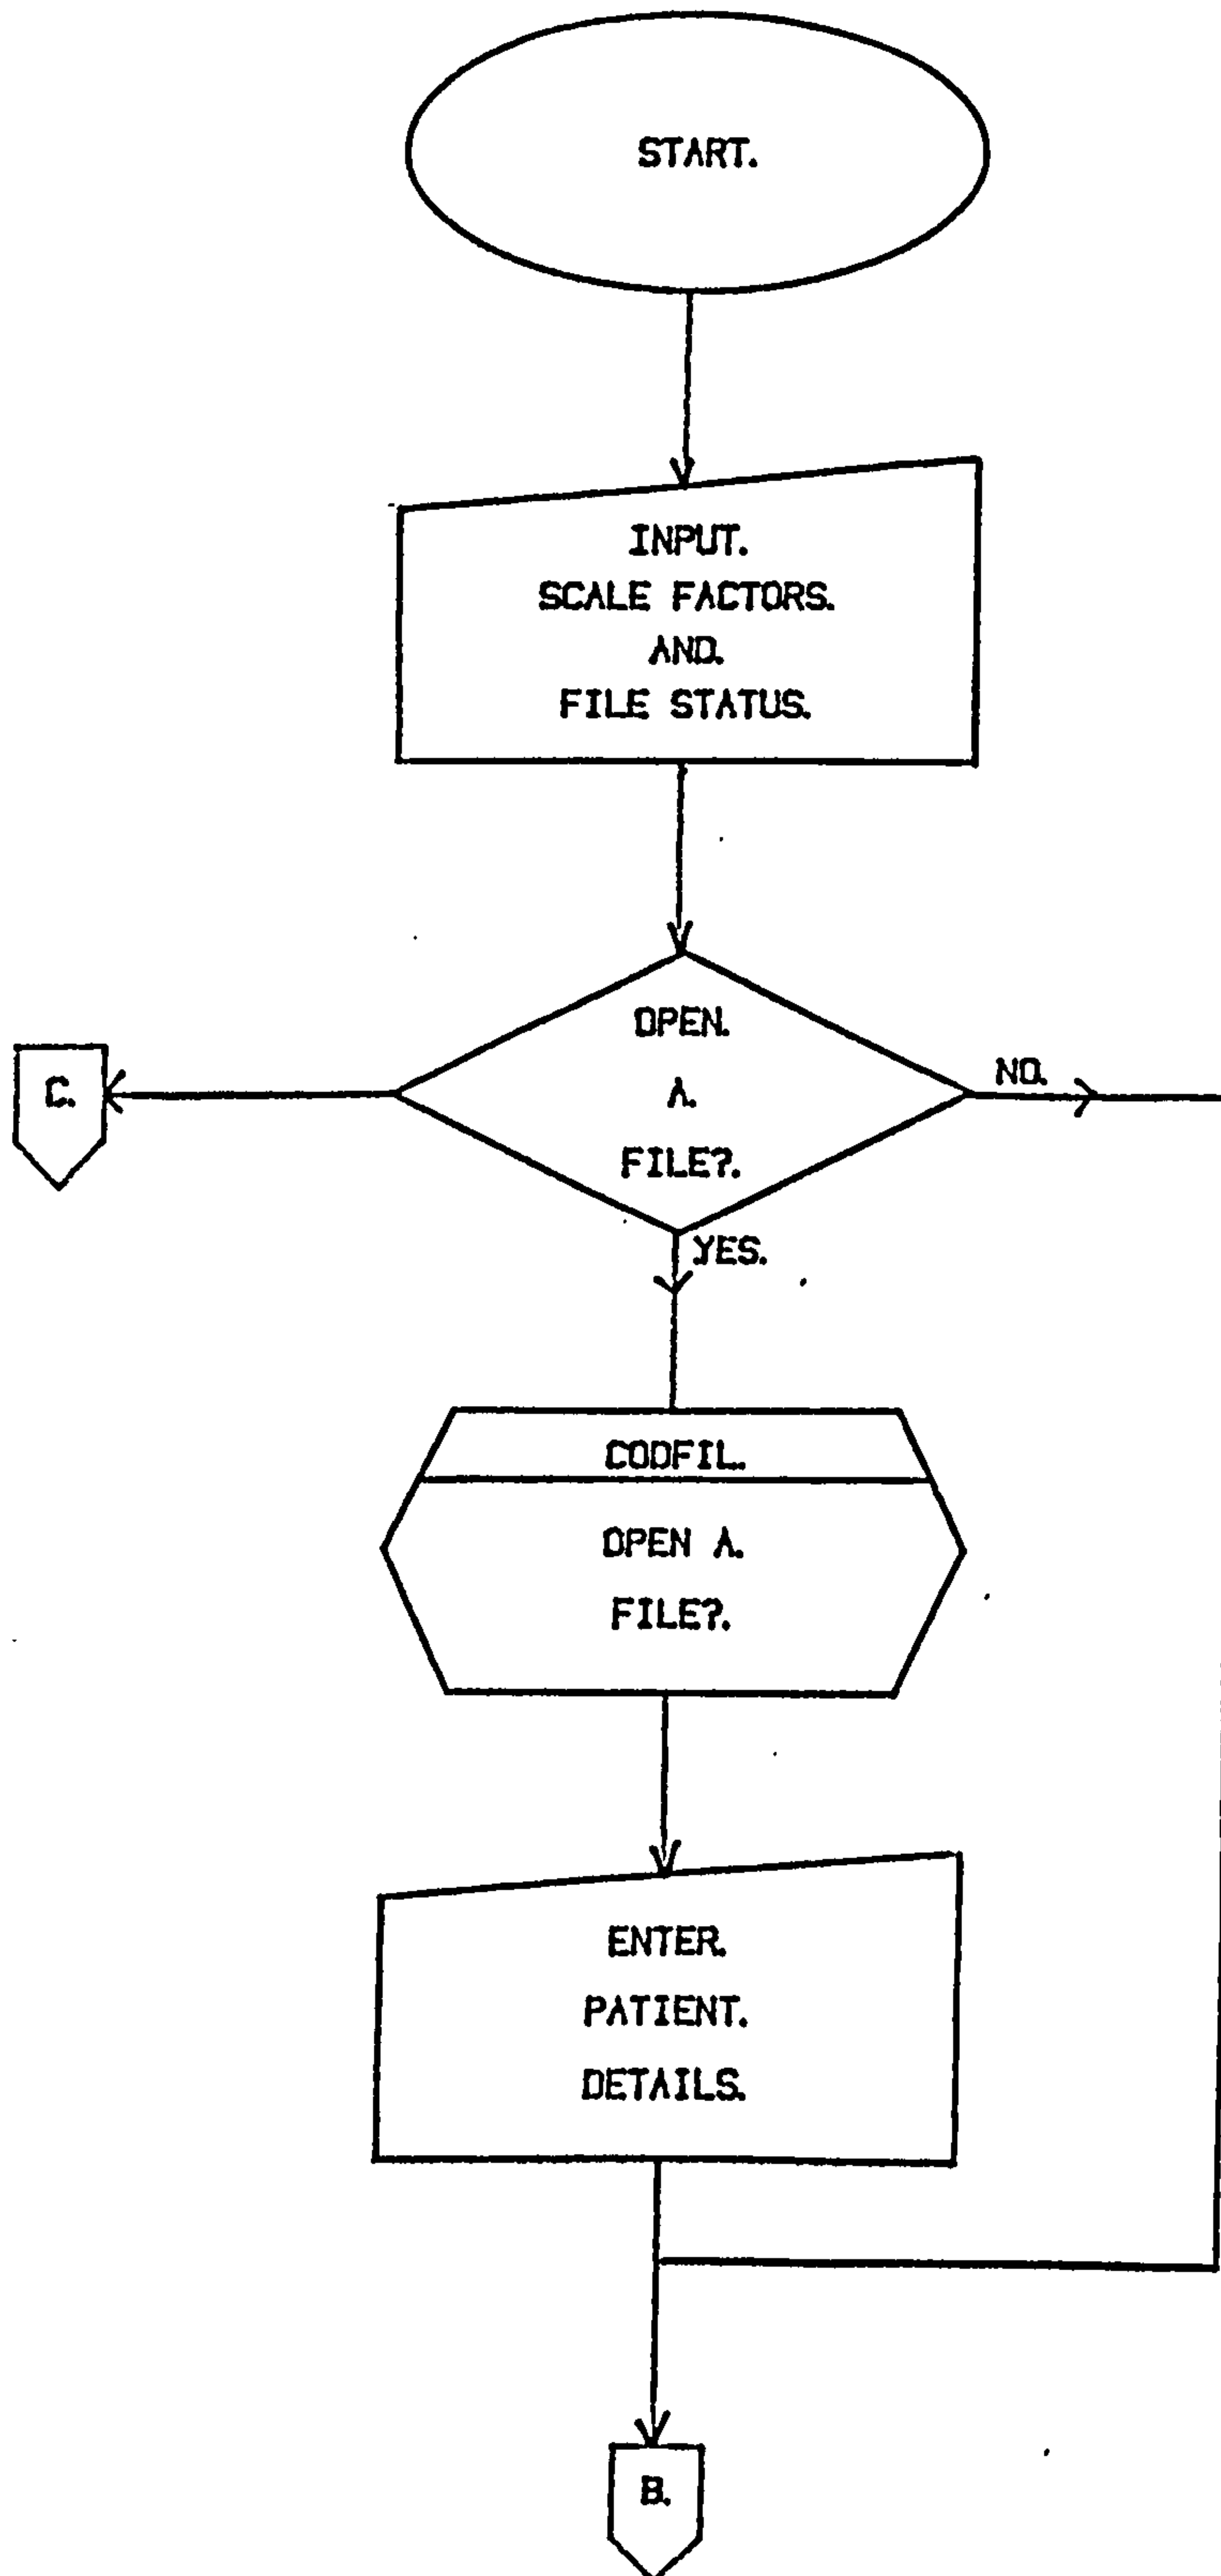 START.
INPUT.
SCALE FACTORS.
AND.
FILE STATUS.
OPEN.
A.
FILE?.
C.
NO.
YES.
CODFIL.
OPEN A.
FILE?.
ENTER.
PATIENT.
DETAILS.
B.